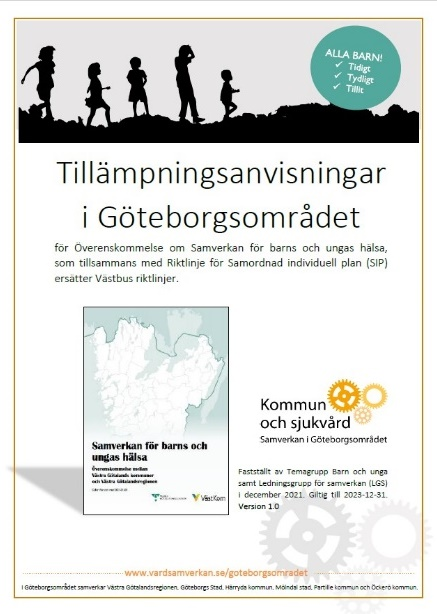 ALLA BARN!
✓ Tidigt
✓ Tydligt
✓ Tillit
Tillämpningsanvisningar
i Göteborgsområdet
för Överenskommelse om Samverkan för barns och ungas hälsa,
som tillsammans med Riktlinje för Samordnad individuell plan (SIP)
ersätter Västbus riktlinjer.
Samverkan för barns och
ungas hälsa
Överenskommelse mellan
Västra Götalands kommuner
och Västra Götalandsregionen
VästKom
Kommun
och sjukvård
Samverkan i Göteborgsområdet
Fastställt av Temagrupp Barn och unga
samt Ledningsgrupp för samverkan (LGS)
i december 2021. Giltig till 2023-12-31.
Version 1.0
www.vardsamverkan.se/goteborgsomradet
I Göteborgsområdet samverkar Västra Götalandsregionen, Göteborgs Stad, Härryda kommun, Mölndal stad, Partille kommun och Öckerö kommun.